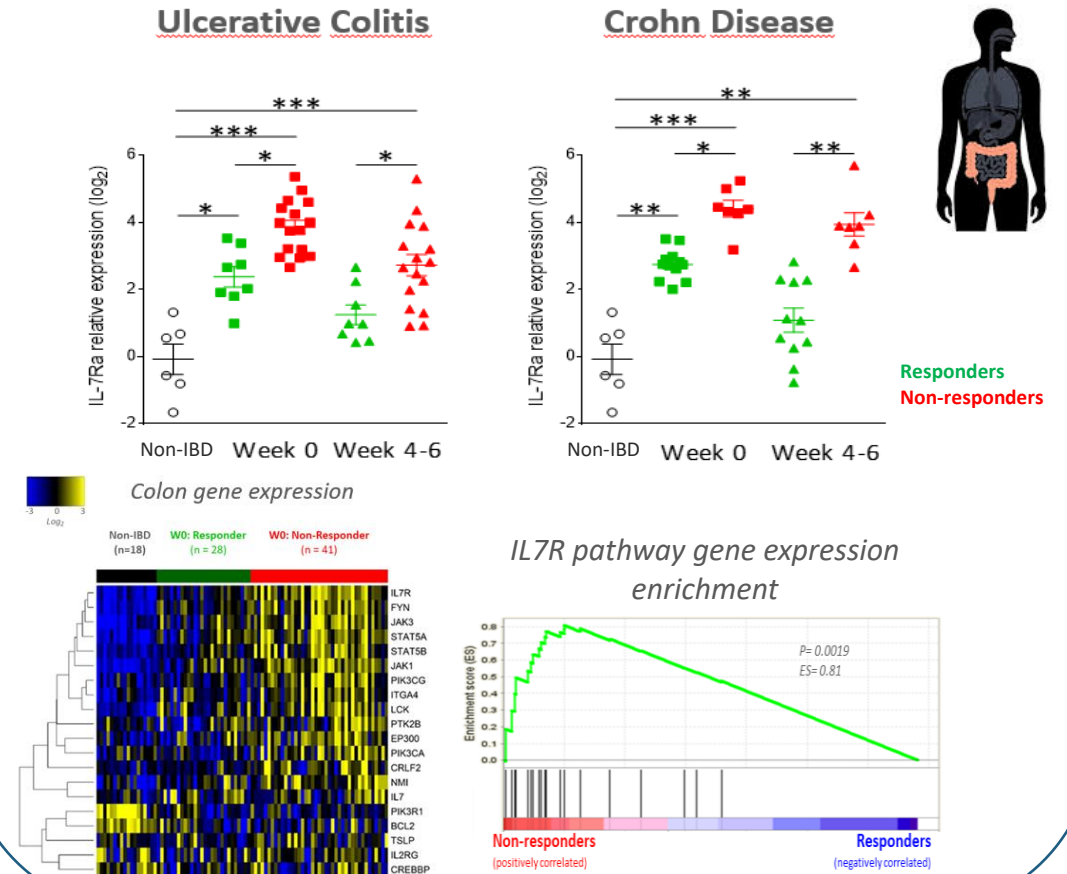 Ulcerative Colitis
Crohn Disease
***
***
*
*
*
IL-7Ra relative expression (log2)
6
4
2
0
-2
Non-IBD
Week 0
Week 4-6
**
***
*
**
**
IL-7Ra relative expression (log2)
6
4
2
0
-2
Non-IBD
Week 0
Week 4-6
Responders
Non-responders
-3 0 3
Log2
Colon gene expression
Non-IBD
(n=18)
W0: Responder
(n = 28)
W0: Non-Responder
(n = 41)
IL7R
FYN
JAK3
STAT5A
STAT5B
JAK1
PIK3CG
ITGA4
LCK
PTK2B
EP300
PIK3CA
CRLF2
NMI
IL7
PIK3R1
BCL2
TSLP
IL2RG
CREBBP
IL7R pathway gene expression
enrichment
Enrichment score (ES)
0.8
0.7
0.6
0.5
0.4
0.3
0.2
0.1
0.0
P= 0.0019
ES= 0.81
Non-responders
(positively correlated)
Responders
(negatively correlated)